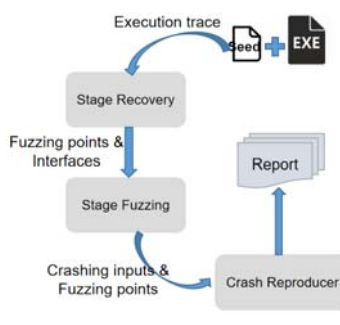 Execution trace
Seed
EXE
Stage Recovery
Fuzzing points &
Interfaces
Report
Stage Fuzzing
Crashing inputs &
Fuzzing points
Crash Reproducer